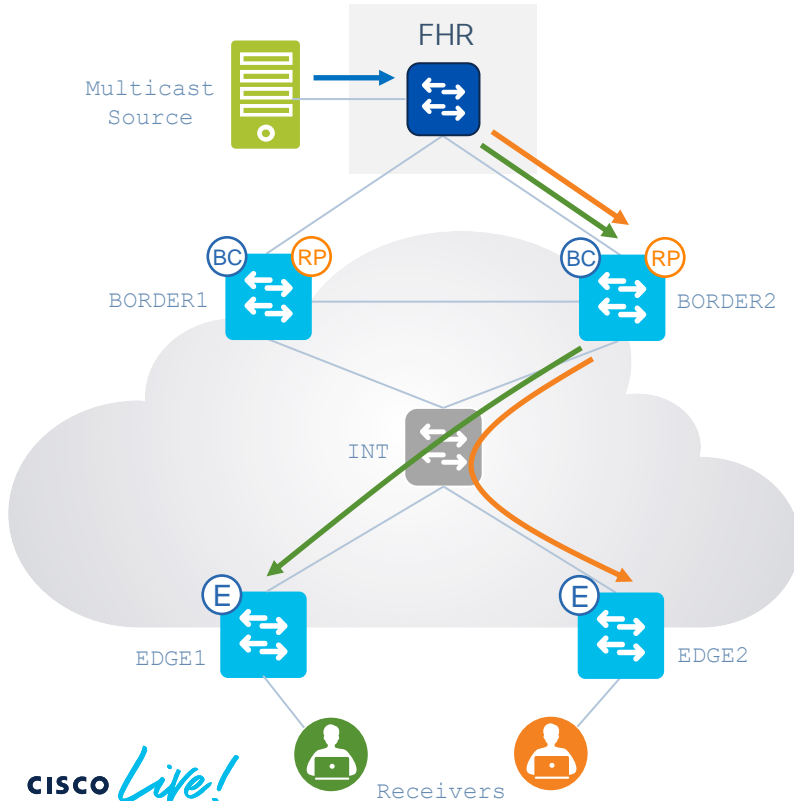 FHR
Multicast
Source
BC
RP
BORDER1
BC
RP
BORDER2
INT
E
EDGE1
E
EDGE2
Receivers
CISCO Live!